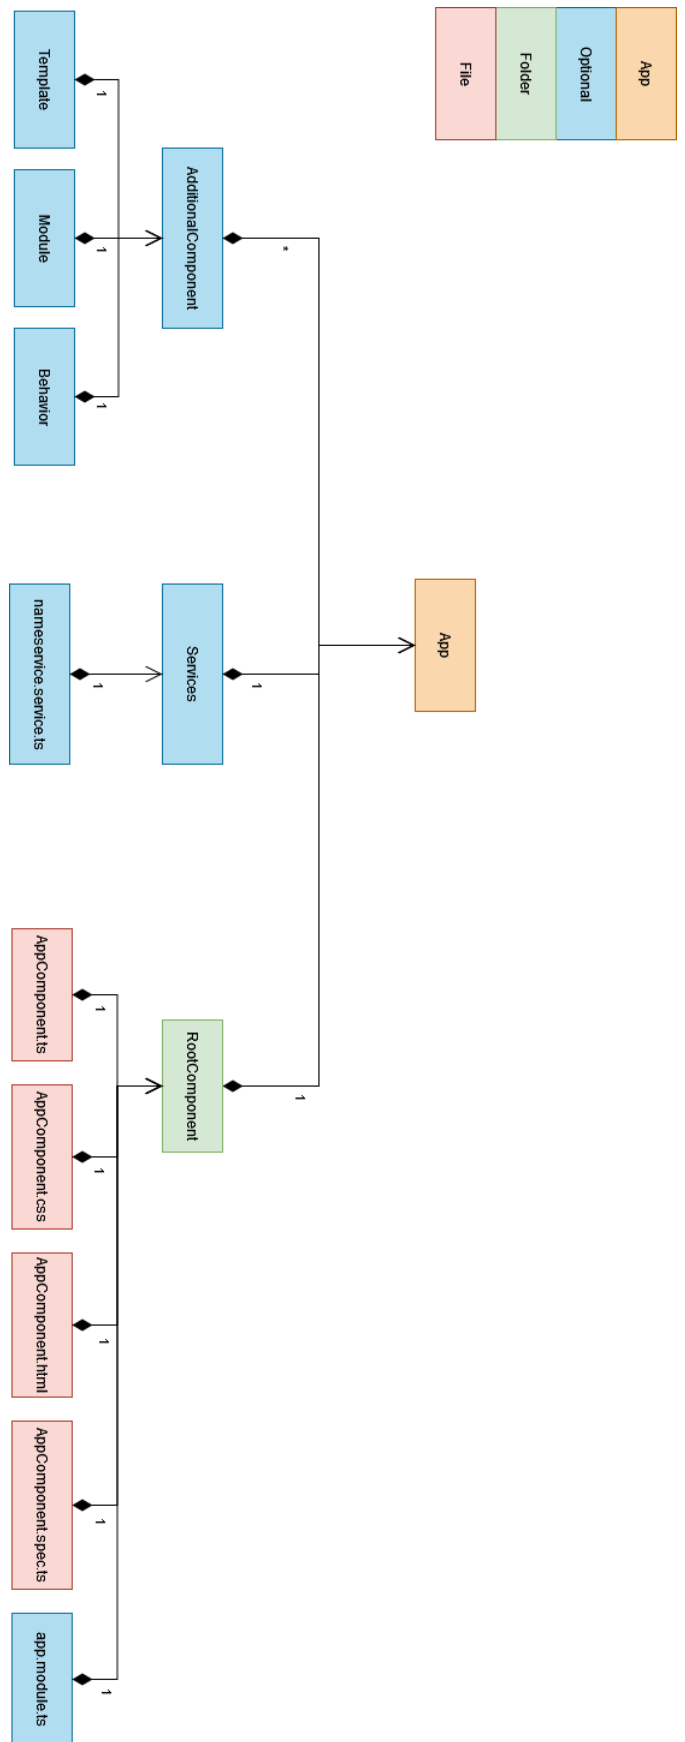 App
Optional
Folder
File
App
*
1
1
AdditionalComponent
Services
RootComponent
1
1
1
1
1
1
1
1
1
Template
Module
Behavior
nameservice.service.ts
AppComponent.ts
AppComponent.css
AppComponent.html
AppComponent.spec.ts
app.module.ts